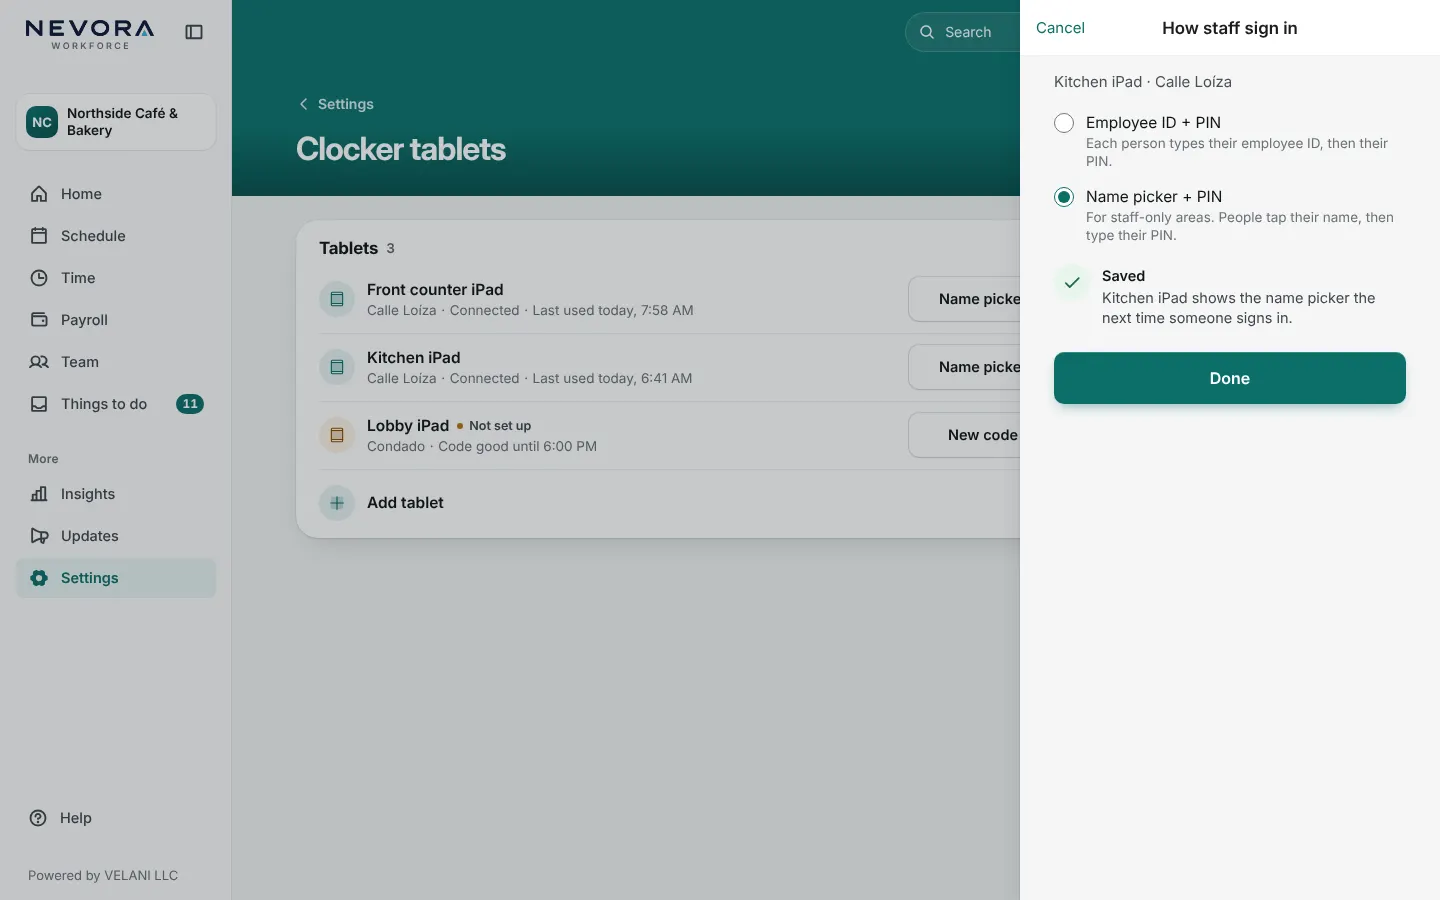 NEVORA
WORKFORCE
NC
Northside Café &
Bakery
Home
Schedule
Time
Payroll
Team
Things to do
11
More
Insights
Updates
Settings
Help
Powered by VELANI LLC
Search
Settings
Clocker tablets
Tablets 3
Front counter iPad
Calle Loíza · Connected · Last used today, 7:58 AM
Name picke
Kitchen iPad
Calle Loíza · Connected · Last used today, 6:41 AM
Name picke
Lobby iPad
Not set up
Condado · Code good until 6:00 PM
New code
Add tablet
Cancel
How staff sign in
Kitchen iPad · Calle Loíza
Employee ID + PIN
Each person types their employee ID, then their
PIN.
Name picker + PIN
For staff-only areas. People tap their name, then
type their PIN.
Saved
Kitchen iPad shows the name picker the
next time someone signs in.
Done